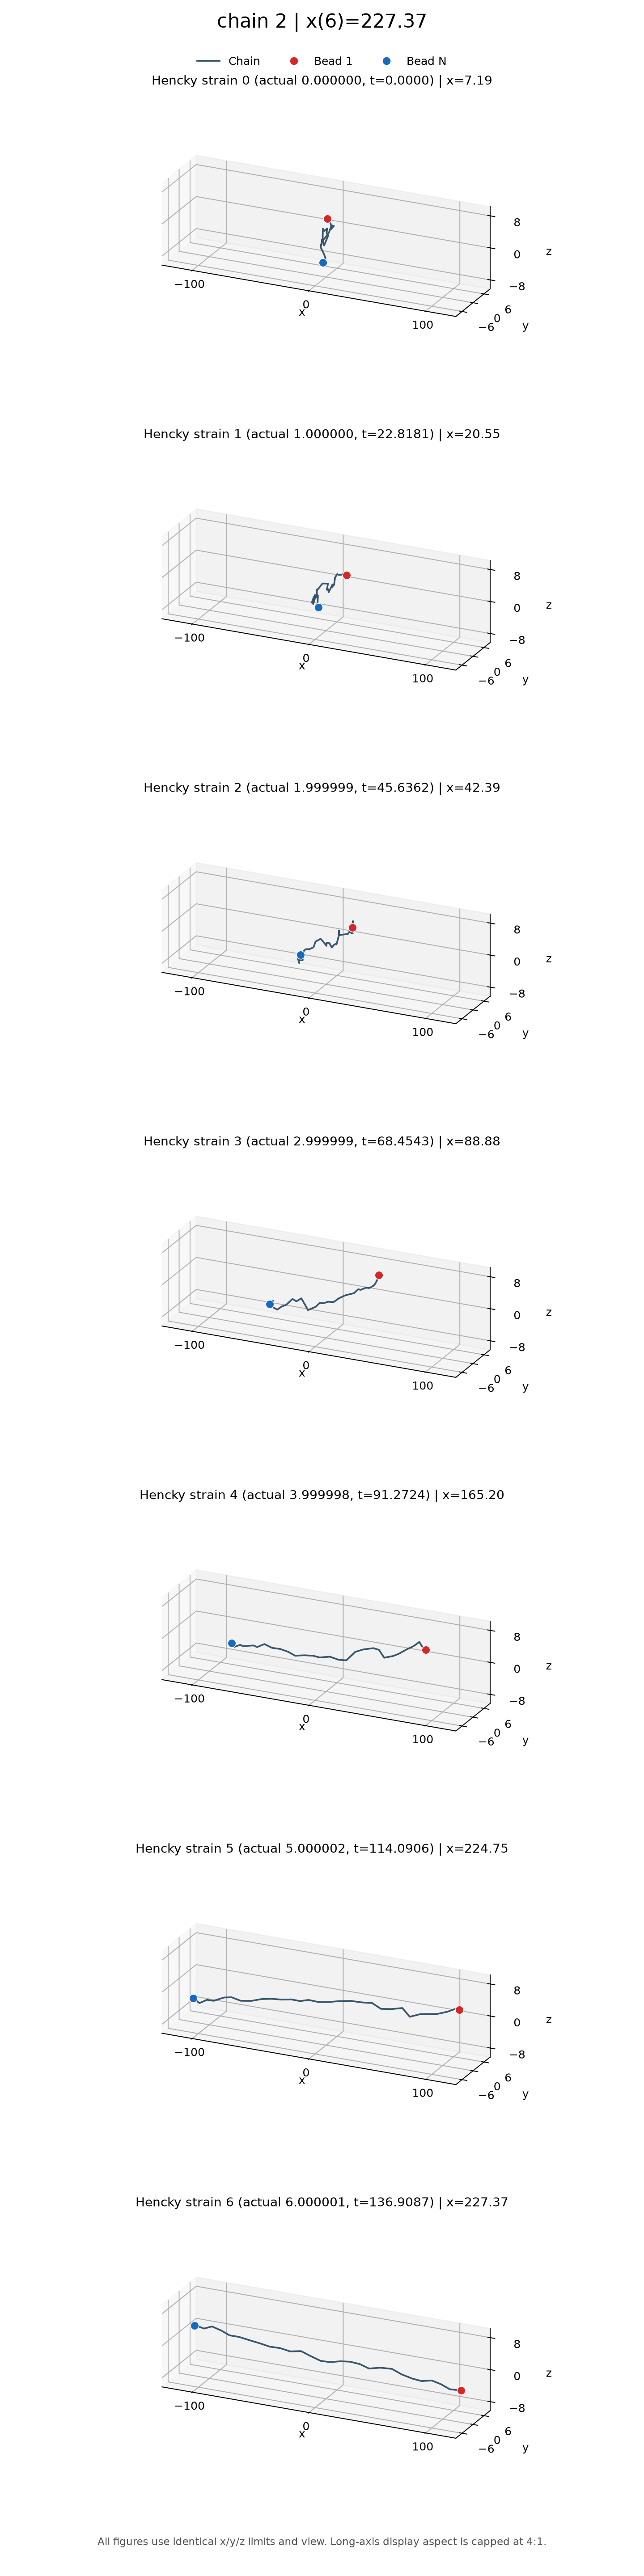 chain 2 | x(6)=227.37
Chain Bead 1 Bead N
Hencky strain 0 (actual 0.000000, t=0.0000) | x=7.19
8
0
−8
z
−100
0
100
x
−6
0
6
y
Hencky strain 1 (actual 1.000000, t=22.8181) | x=20.55
8
0
−8
z
−100
0
100
x
−6
0
6
y
Hencky strain 2 (actual 1.999999, t=45.6362) | x=42.39
8
0
−8
z
−100
0
100
x
−6
0
6
y
Hencky strain 3 (actual 2.999999, t=68.4543) | x=88.88
8
0
−8
z
−100
0
100
x
−6
0
6
y
Hencky strain 4 (actual 3.999998, t=91.2724) | x=165.20
8
0
−8
z
−100
0
100
x
−6
0
6
y
Hencky strain 5 (actual 5.000002, t=114.0906) | x=224.75
8
0
−8
z
−100
0
100
x
−6
0
6
y
Hencky strain 6 (actual 6.000001, t=136.9087) | x=227.37
8
0
−8
z
−100
0
100
x
−6
0
6
y
All figures use identical x/y/z limits and view. Long-axis display aspect is capped at 4:1.